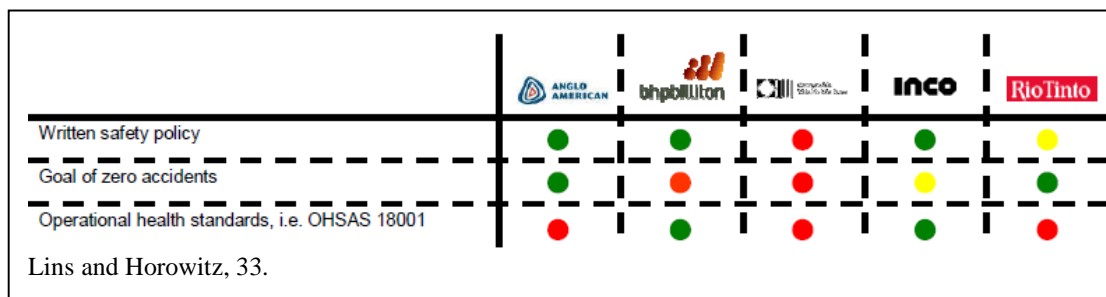 ANGLO
AMERICAN
bhpbilliton
INCO
RioTinto
Written safety policy
Goal of zero accidents
Operational health standards, i.e. OHSAS 18001
Lins and Horowitz, 33.